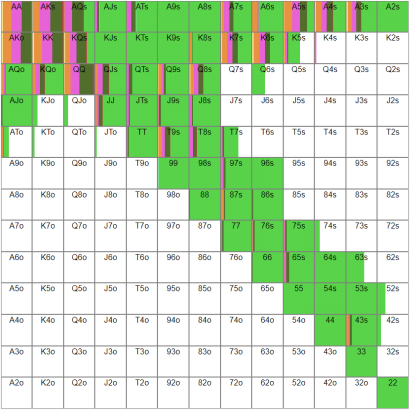 AA AKs AQs AJs ATs A9s A8s A7s A6s A5s A4s A3s A2s
AKo KK KQs KJs KTs K9s K8s K7s K6s K5s K4s K3s K2s
AQo KQo QQ QJs QTs Q9s Q8s Q7s Q6s Q5s Q4s Q3s Q2s
AJo KJo QJo JJ JTs J9s J8s J7s J6s J5s J4s J3s J2s
ATo KTo QTo JTo TT T9s T8s T7s T6s T5s T4s T3s T2s
A9o K9o Q9o J9o T9o 99 98s 97s 96s 95s 94s 93s 92s
A8o K8o Q8o J8o T8o 98o 88 87s 86s 85s 84s 83s 82s
A7o K7o Q7o J7o T7o 97o 87o 77 76s 75s 74s 73s 72s
A6o K6o Q6o J6o T6o 96o 86o 76o 66 65s 64s 63s 62s
A5o K5o Q5o J5o T5o 95o 85o 75o 65o 55 54s 53s 52s
A4o K4o Q4o J4o T4o 94o 84o 74o 64o 54o 44 43s 42s
A3o K3o Q3o J3o T3o 93o 83o 73o 63o 53o 43o 33 32s
A2o K2o Q2o J2o T2o 92o 82o 72o 62o 52o 42o 32o 22